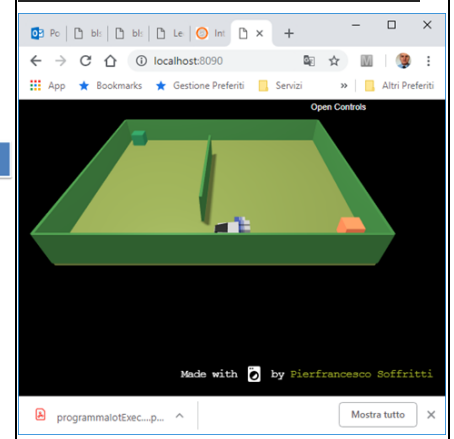 Po bl: bl: Le Int
localhost:8090
App Bookmarks Gestione Preferiti Servizi » Altri Preferiti
Open Controls
Made with by Pierfrancesco Soffritti
programmaIotExec....p... Mostra tutto